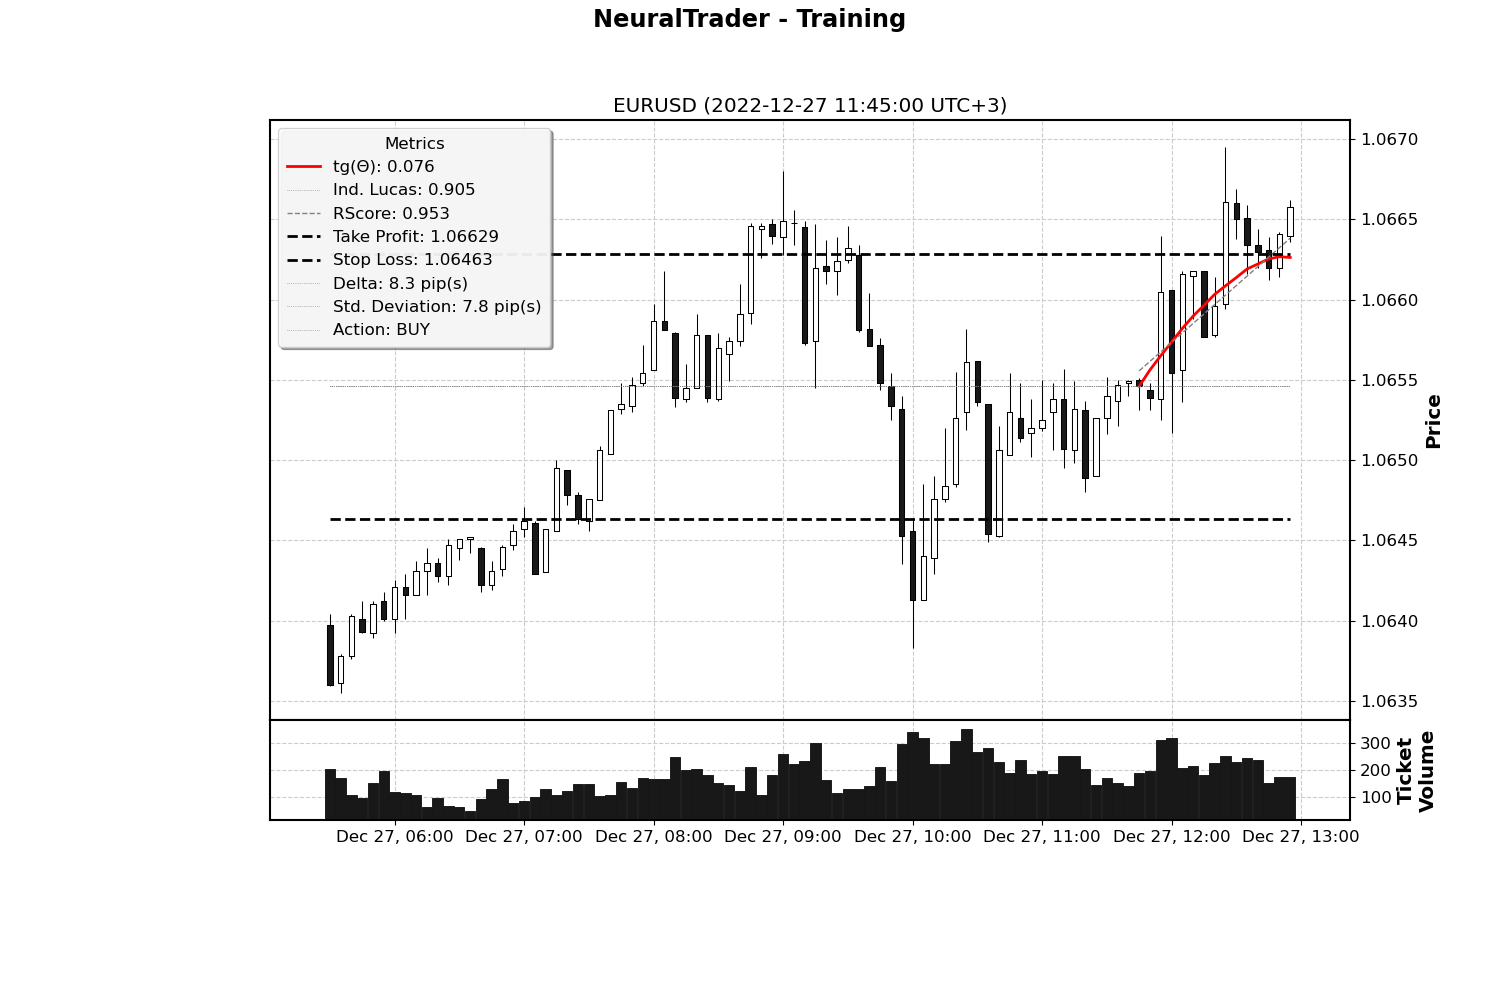 NeuralTrader - Training
EURUSD (2022-12-27 11:45:00 UTC+3)
Metrics
tg(Θ): 0.076
Ind. Lucas: 0.905
RScore: 0.953
Take Profit: 1.06629
Stop Loss: 1.06463
Delta: 8.3 pip(s)
Std. Deviation: 7.8 pip(s)
Action: BUY
1.0670
1.0665
1.0660
1.0655
1.0650
1.0645
1.0640
1.0635
Price
300
200
100
Ticket
Volume
Dec 27, 06:00
Dec 27, 07:00
Dec 27, 08:00
Dec 27, 09:00
Dec 27, 10:00
Dec 27, 11:00
Dec 27, 12:00
Dec 27, 13:00